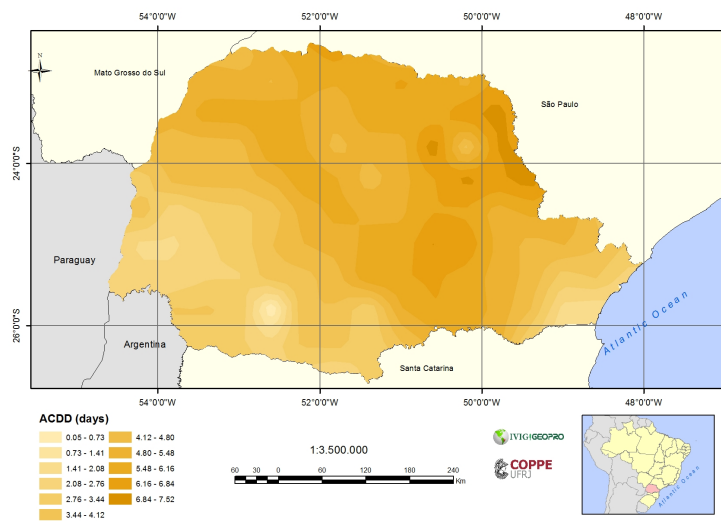 54°0'0"W 52°0'0"W 50°0'0"W 48°0'0"W
N
Mato Grosso do Sul
São Paulo
24°0'0"S
Paraguay
26°0'0"S
Argentina
Santa Catarina
Atlantic Ocean
54°0'0"W 52°0'0"W 50°0'0"W 48°0'0"W
ACDD (days)
0.05 - 0.73
0.73 - 1.41
1.41 - 2.08
2.08 - 2.76
2.76 - 3.44
3.44 - 4.12
4.12 - 4.80
4.80 - 5.48
5.48 - 6.16
6.16 - 6.84
6.84 - 7.52
1:3.500.000
60 30 0 60 120 180 240
Km
IVIG|GEOPRO
COPPE
UFRJ
Atlantic Ocean